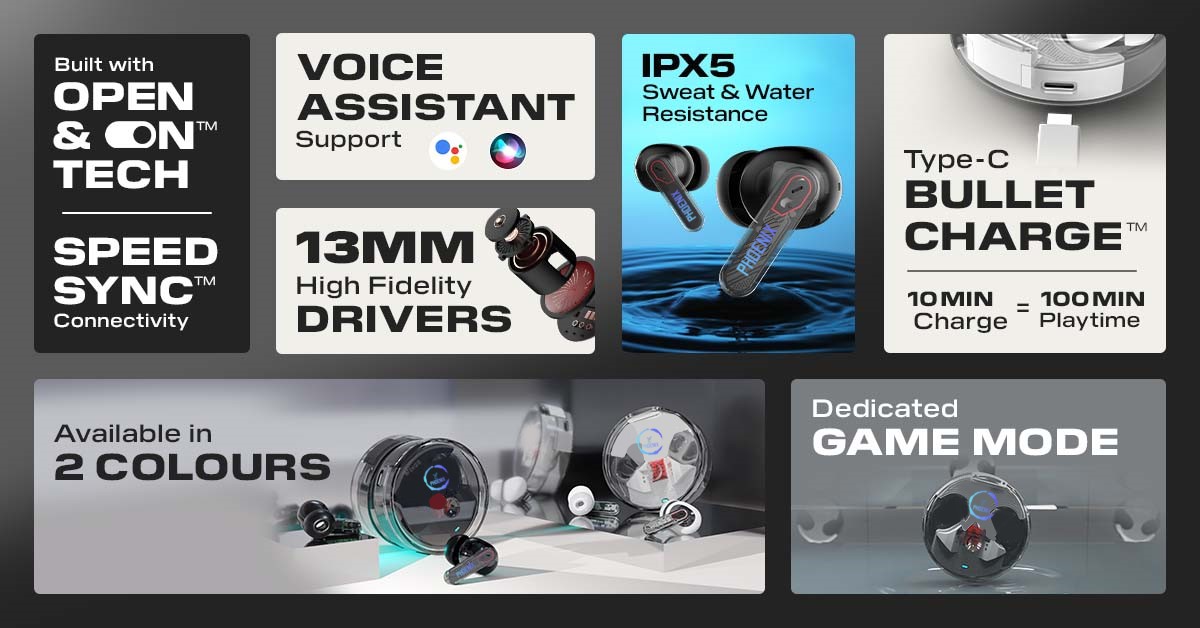 Built with
OPEN
& ON™
TECH
SPEED
SYNC™
Connectivity
VOICE
ASSISTANT
Support
13MM
High Fidelity
DRIVERS
IPX5
Sweat & Water
Resistance
PHOENIX
PHOENIX
Type-C
BULLET
CHARGE™
10 MIN = 100 MIN
Charge Playtime
Available in
2 COLOURS
Dedicated
GAME MODE